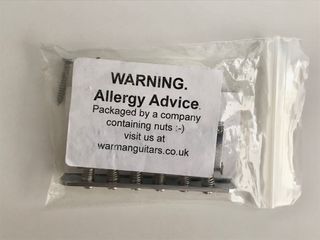 WARNING.
Allergy Advice.
Packaged by a company
containing nuts :-)
visit us at
warmanguitars.co.uk